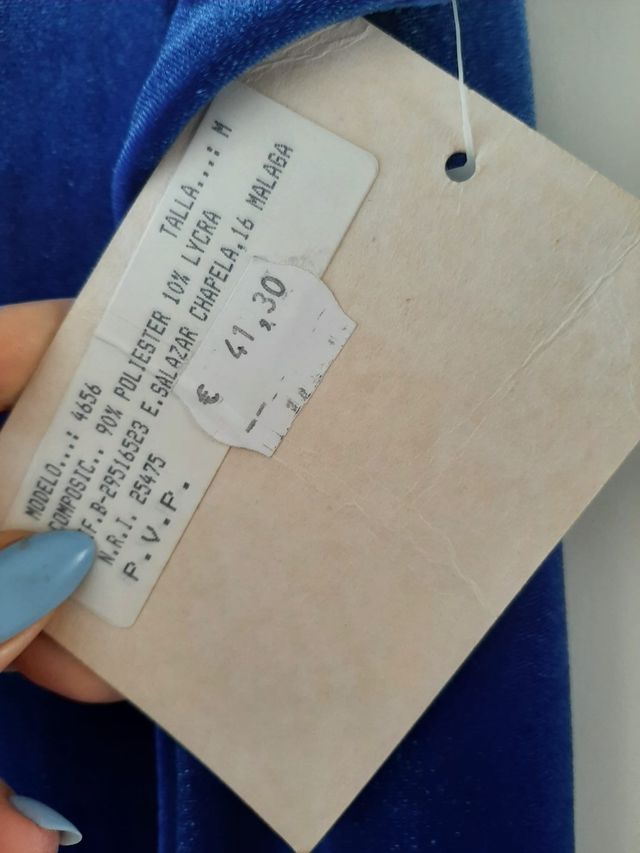 MODELO...: 4656 TALLA...: M
COMPOSIC.. 90% POLIESTER 10% LYCRA
F.B-29516523 E.SALAZAR CHAPELA,16 MALAGA
N.R.I. 25475
P.V.P.
€ 41,30